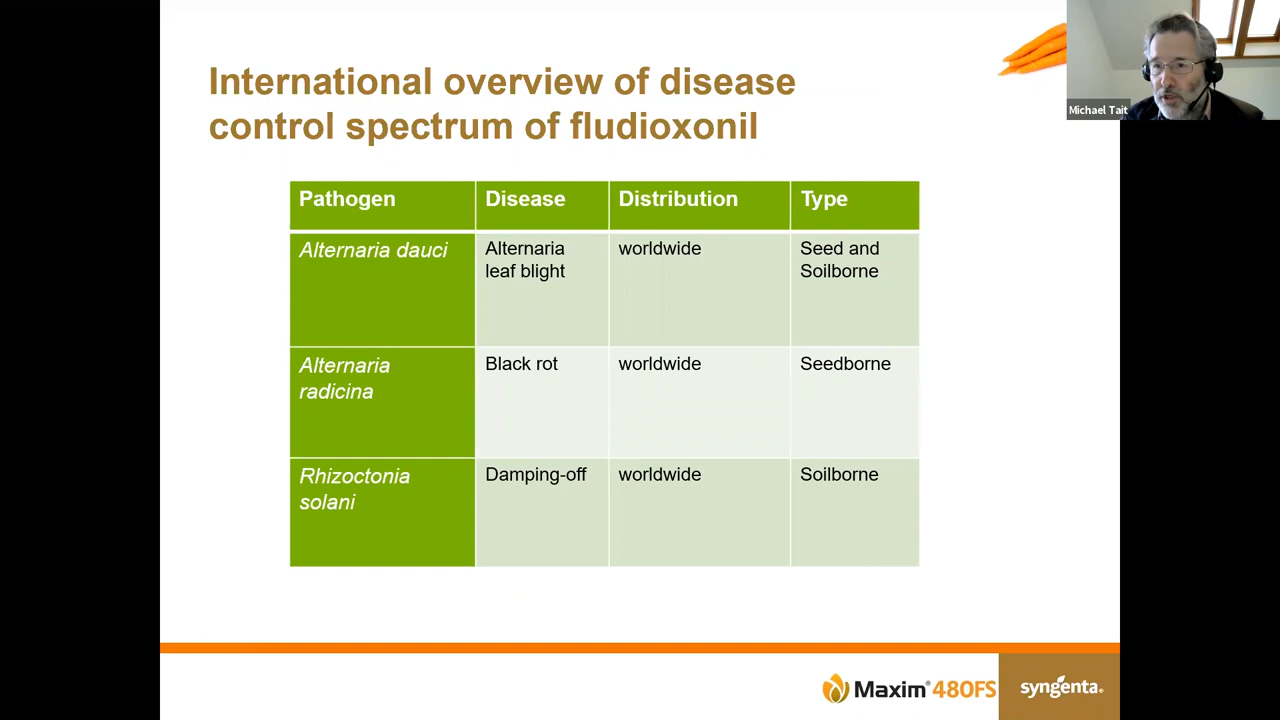 International overview of disease
control spectrum of fludioxonil
Michael Tait
Pathogen Disease Distribution Type
Alternaria dauci Alternaria leaf blight worldwide Seed and Soilborne
Alternaria radicina Black rot worldwide Seedborne
Rhizoctonia solani Damping-off worldwide Soilborne
Maxim® 480FS
syngenta®